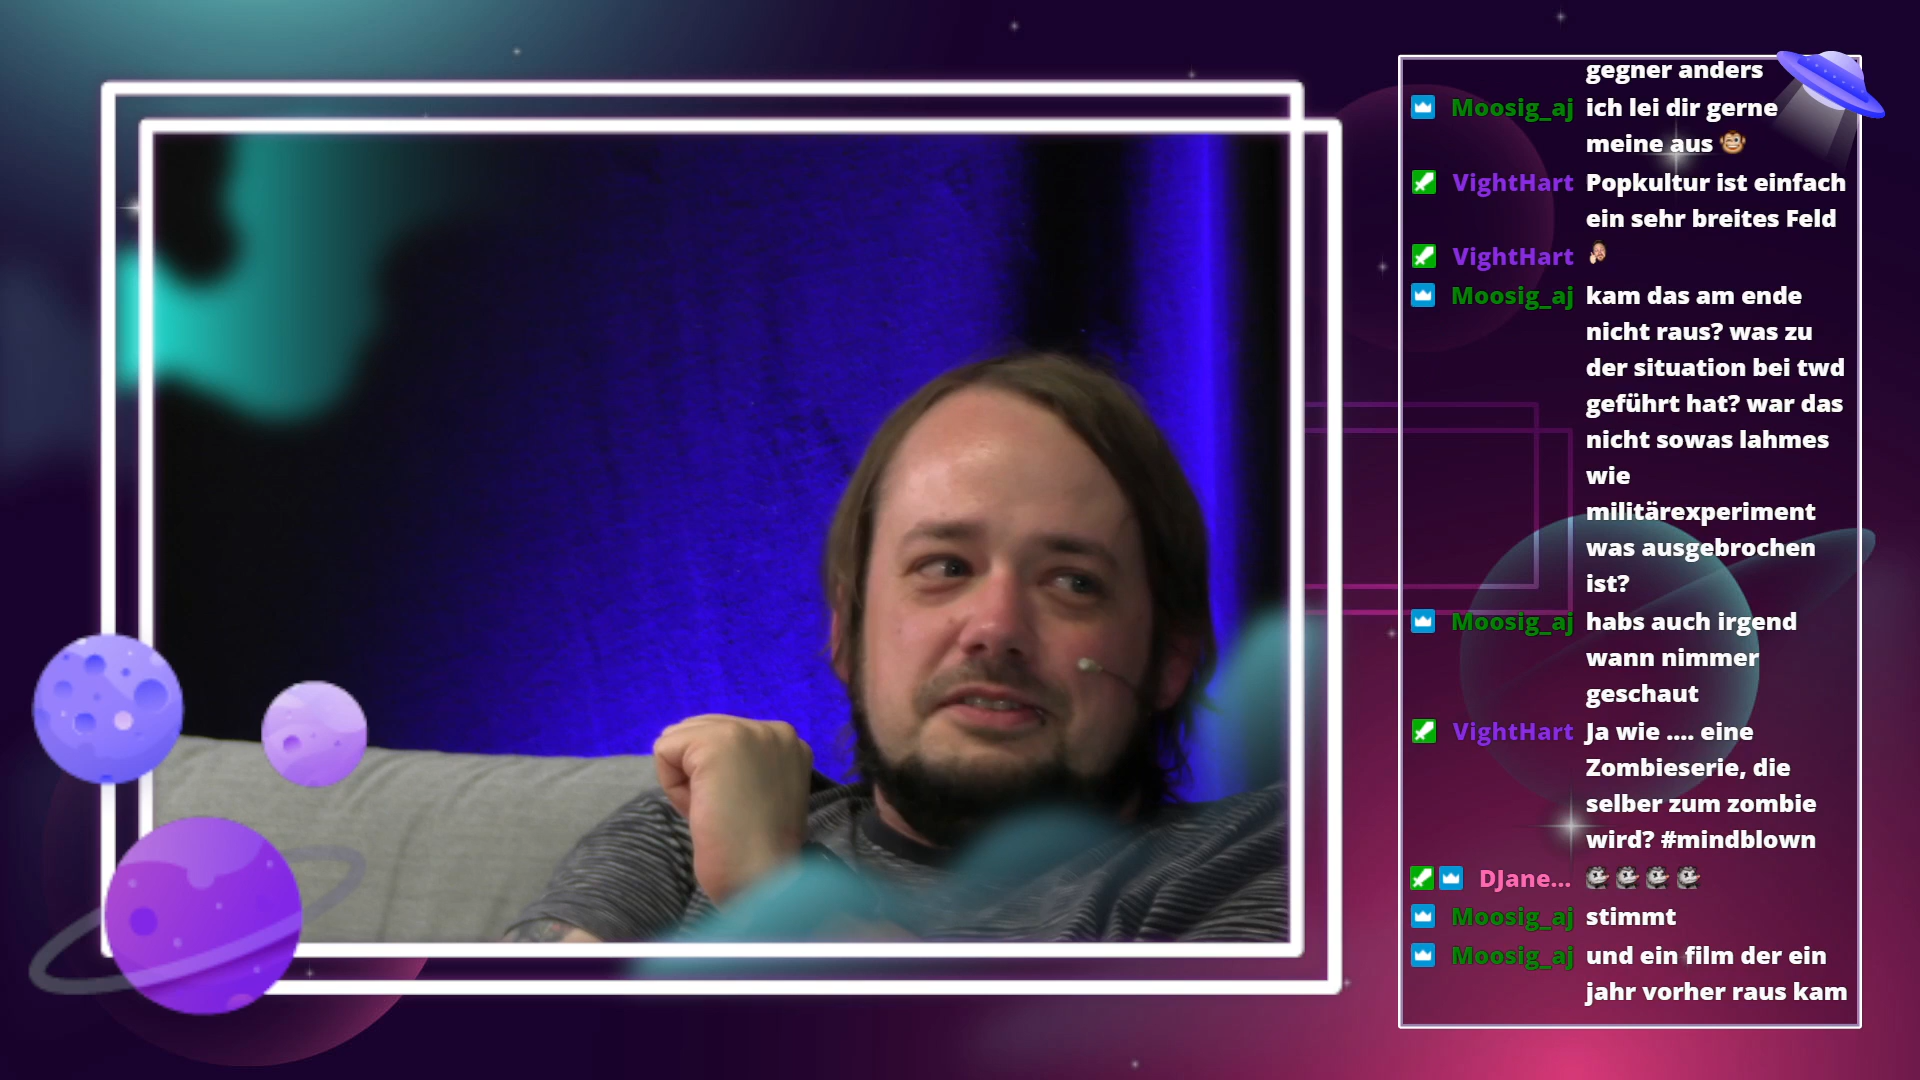 gegner anders
Moosig_aj ich lei dir gerne
meine aus
VightHart Popkultur ist einfach
ein sehr breites Feld
VightHart
Moosig_aj kam das am ende
nicht raus? was zu
der situation bei twd
geführt hat? war das
nicht sowas lahmes
wie
militärexperiment
was ausgebrochen
ist?
Moosig_aj habs auch irgend
wann nimmer
geschaut
VightHart Ja wie .... eine
Zombieserie, die
selber zum zombie
wird? #mindblown
DJane...
Moosig_aj stimmt
Moosig_aj und ein film der ein
jahr vorher raus kam